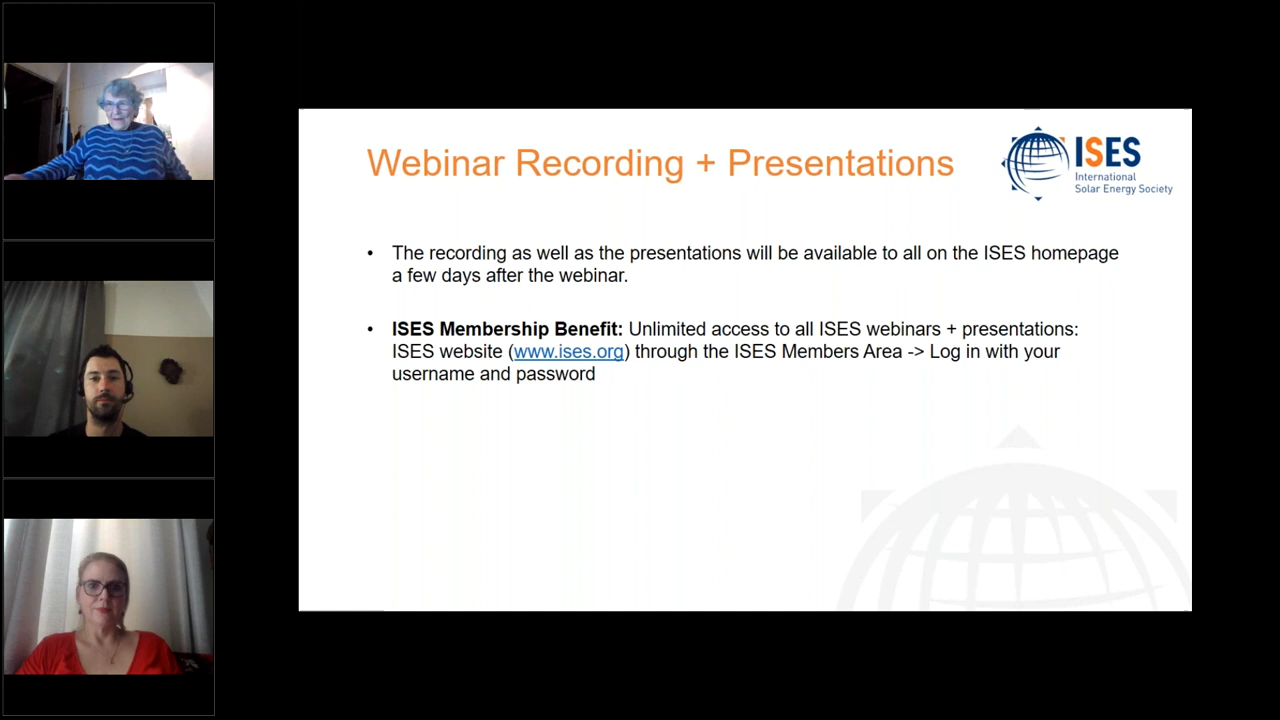 Webinar Recording + Presentations
ISES
International
Solar Energy Society
• The recording as well as the presentations will be available to all on the ISES homepage
a few days after the webinar.
• ISES Membership Benefit: Unlimited access to all ISES webinars + presentations:
ISES website (www.ises.org) through the ISES Members Area -> Log in with your
username and password